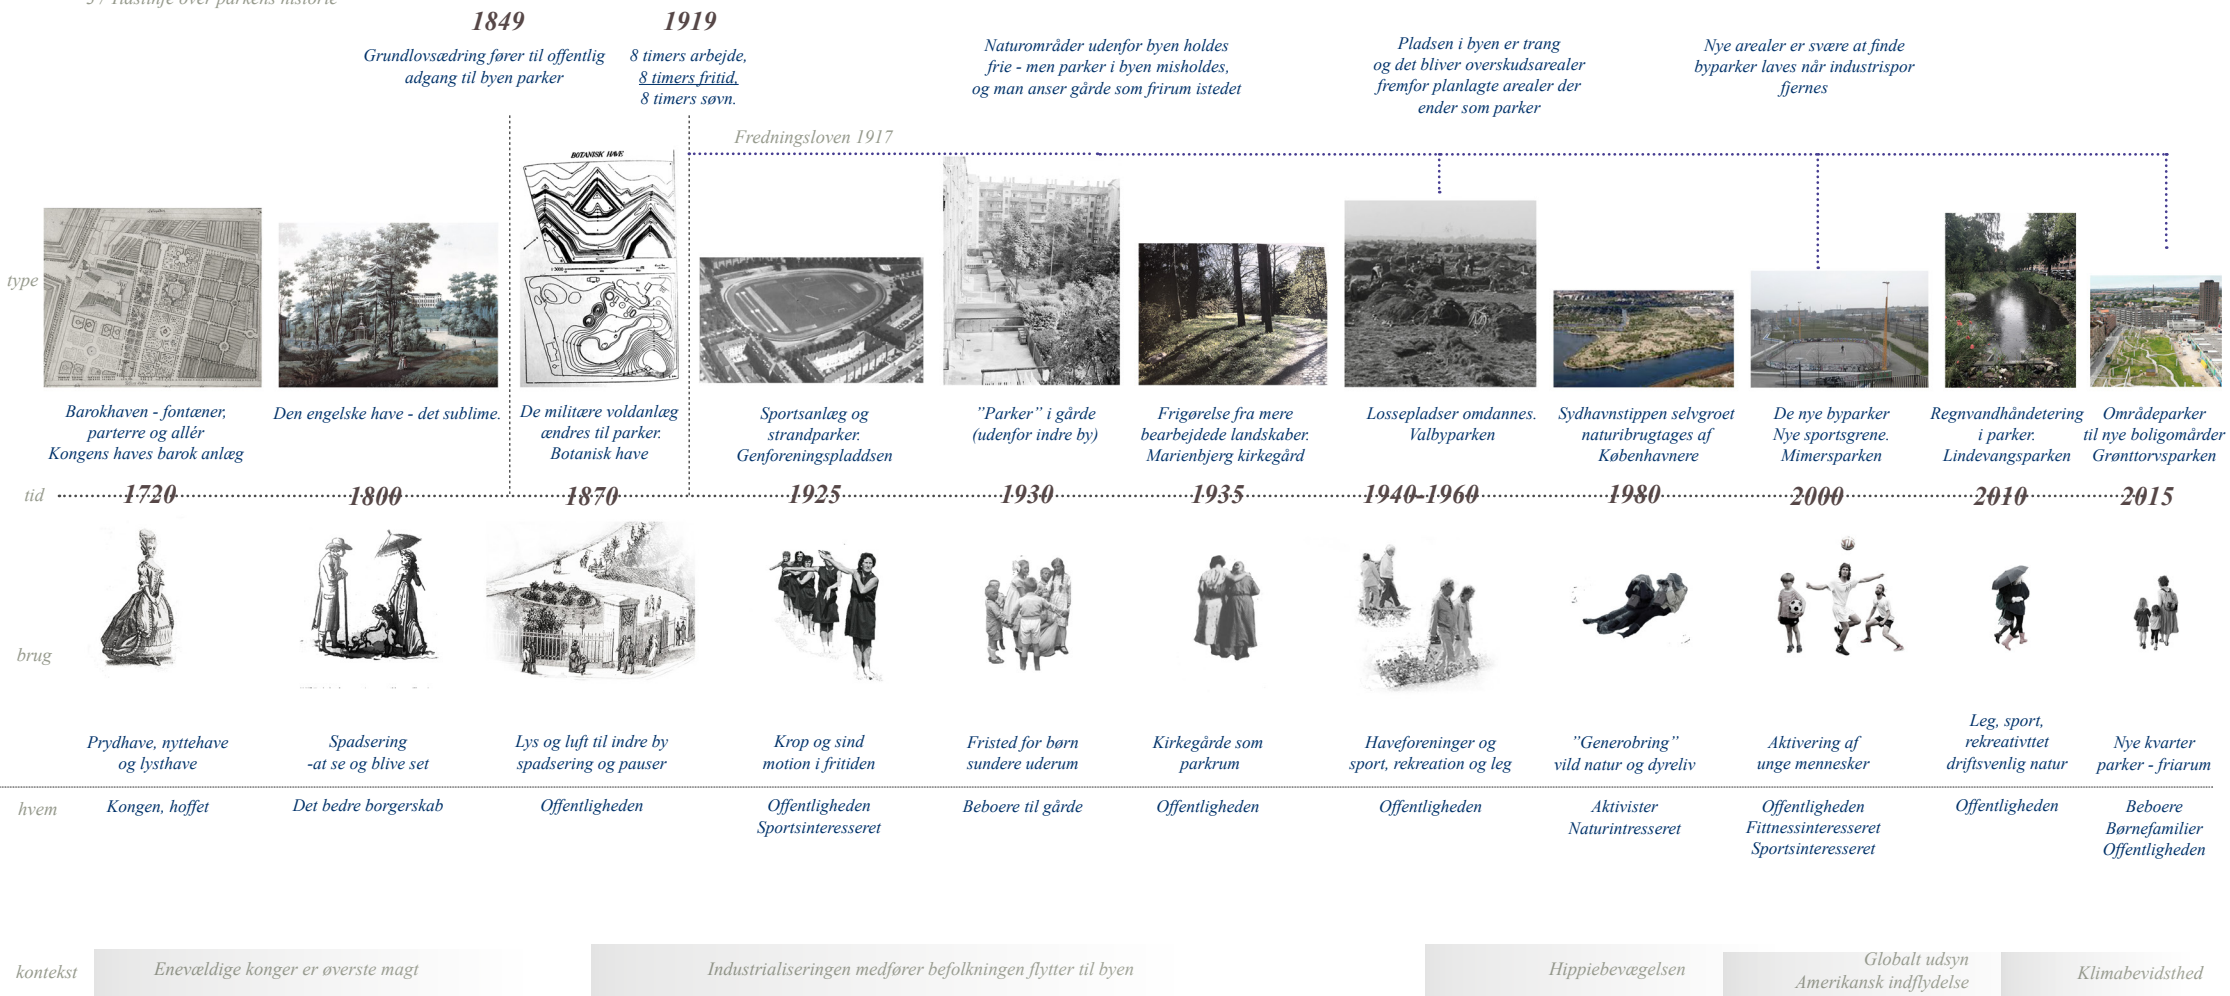 57 Tidslinje over parkens historie
1849
Grundlovsædring fører til offentlig
adgang til byen parker
1919
8 timers arbejde,
8 timers fritid,
8 timers søvn.
Naturområder udenfor byen holdes
frie - men parker i byen misholdes,
og man anser gårde som frirum istedet
Pladsen i byen er trang
og det bliver overskudsarealer
fremfor planlagte arealer der
ender som parker
Nye arealer er svære at finde
byparker laves når industrispor
fjernes
Fredningsloven 1917
BOTANISK HAVE
type
Barokhaven - fontæner,
parterre og allér
Kongens haves barok anlæg
Den engelske have - det sublime.
De militære voldanlæg
ændres til parker.
Botanisk have
Sportsanlæg og
strandparker.
Genforeningspladdsen
”Parker” i gårde
(udenfor indre by)
Frigørelse fra mere
bearbejdede landskaber.
Marienbjerg kirkegård
Lossepladser omdannes.
Valbyparken
Sydhavnstippen selvgroet
naturibrugtages af
Københavnere
De nye byparker
Nye sportsgrene.
Mimersparken
Regnvandhåndetering
i parker.
Lindevangsparken
Områdeparker
til nye boligomårder
Grønttorvsparken
tid
1720
1800
1870
1925
1930
1935
1940-1960
1980
2000
2010
2015
brug
Prydhave, nyttehave
og lysthave
Spadsering
-at se og blive set
Lys og luft til indre by
spadsering og pauser
Krop og sind
motion i fritiden
Fristed for børn
sundere uderum
Kirkegårde som
parkrum
Haveforeninger og
sport, rekreation og leg
”Generobring”
vild natur og dyreliv
Aktivering af
unge mennesker
Leg, sport,
rekreativttet
driftsvenlig natur
Nye kvarter
parker - friarum
hvem
Kongen, hoffet
Det bedre borgerskab
Offentligheden
Offentligheden
Sportsinteresseret
Beboere til gårde
Offentligheden
Offentligheden
Aktivister
Naturintresseret
Offentligheden
Fittnessinteresseret
Sportsinteresseret
Offentligheden
Beboere
Børnefamilier
Offentligheden
kontekst
Enevældige konger er øverste magt
Industrialiseringen medfører befolkningen flytter til byen
Hippiebevægelsen
Globalt udsyn
Amerikansk indflydelse
Klimabevidsthed